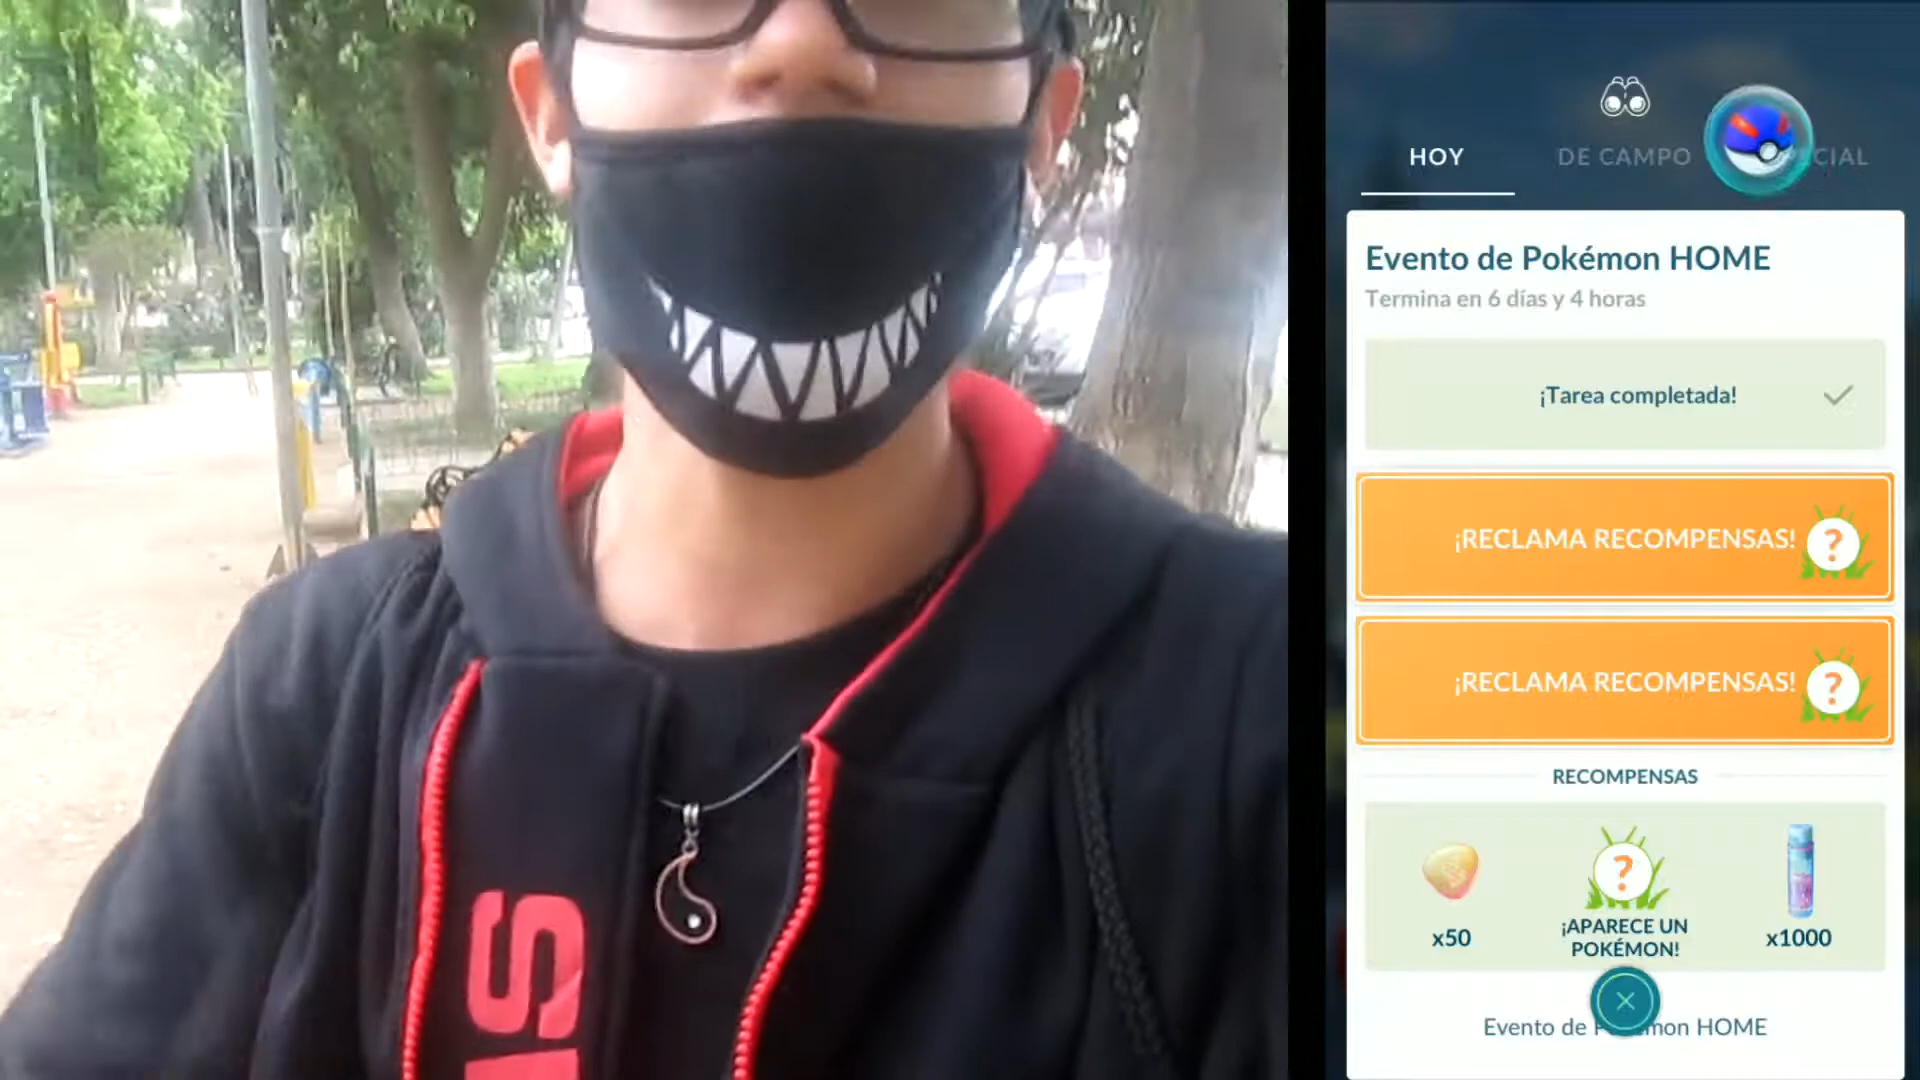 HOY
DE CAMPO
Evento de Pokémon HOME
Termina en 6 días y 4 horas
¡Tarea completada!
¡RECLAMA RECOMPENSAS!
?
¡RECLAMA RECOMPENSAS!
?
RECOMPENSAS
?
x50
¡APARECE UN
POKÉMON!
x1000
Evento de HOME